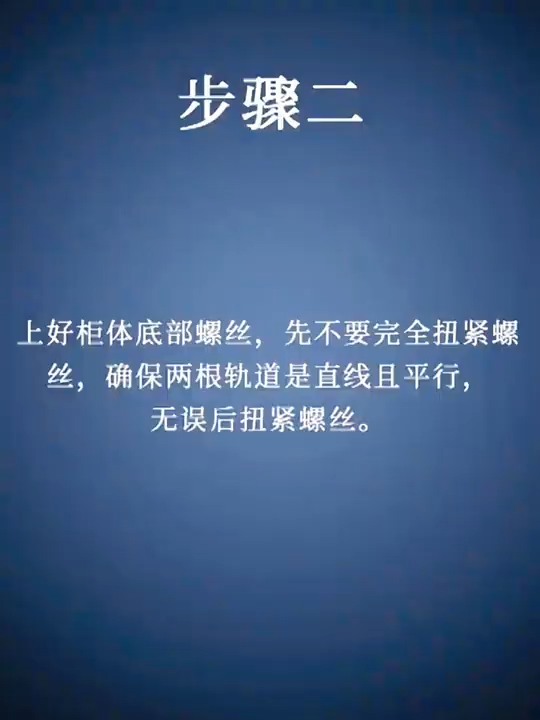 步骤二
上好柜体底部螺丝，先不要完全扭紧螺
丝，确保两根轨道是直线且平行，
无误后扭紧螺丝。